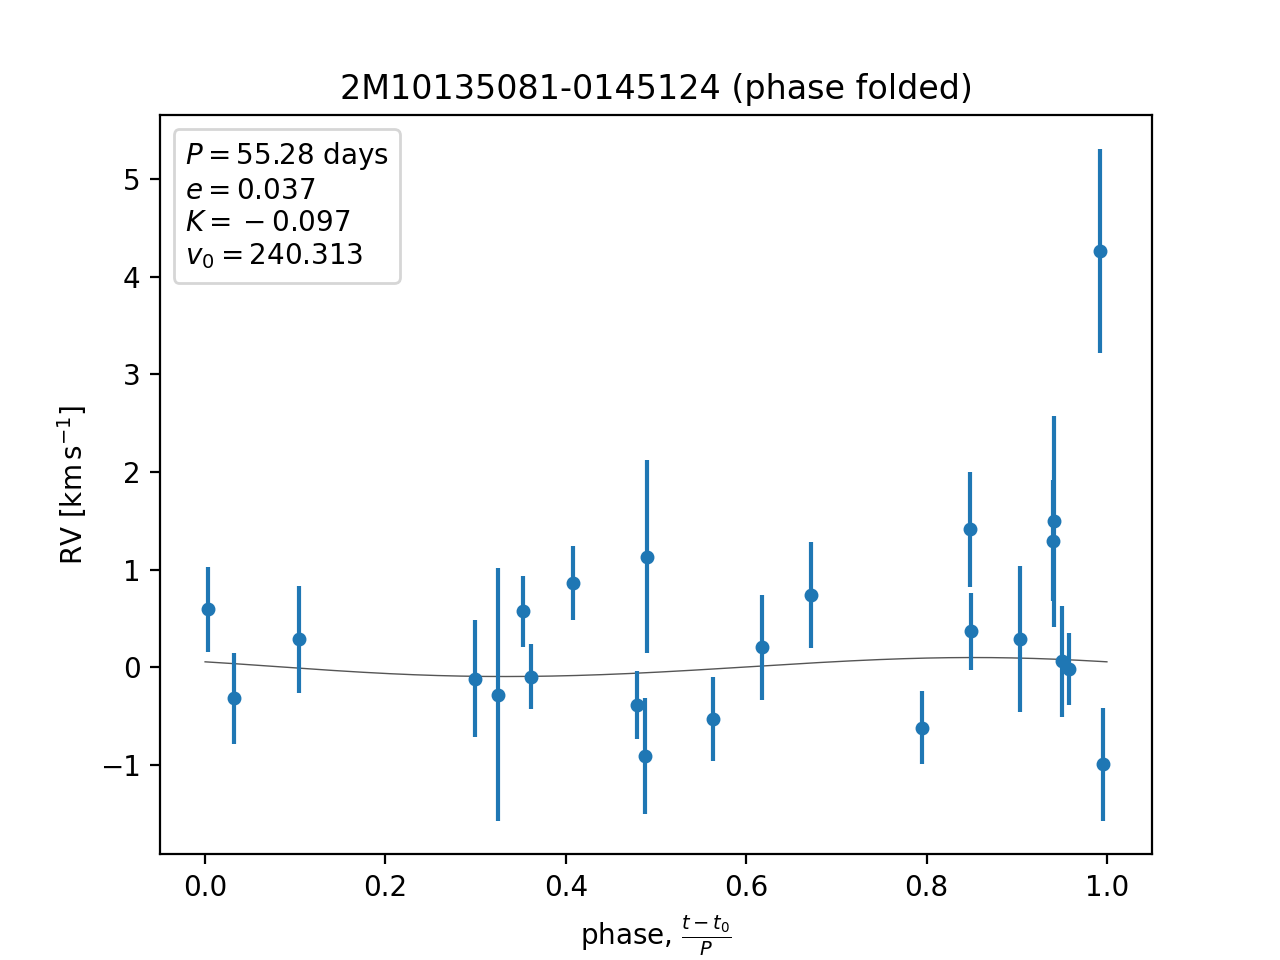 2M10135081-0145124 (phase folded)
P = 55.28 days
e = 0.037
K = −0.097
v₀ = 240.313
5
4
3
2
1
0
−1
RV [km s⁻¹]
0.0 0.2 0.4 0.6 0.8 1.0
phase, (t − t₀)/P